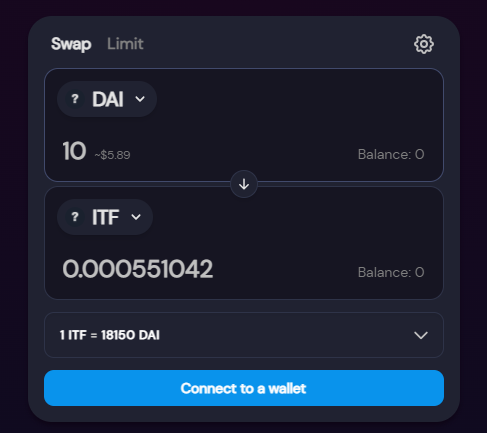 Swap Limit
? DAI
10 ~$5.89 Balance: 0
? ITF
0.000551042 Balance: 0
1 ITF = 18150 DAI
Connect to a wallet